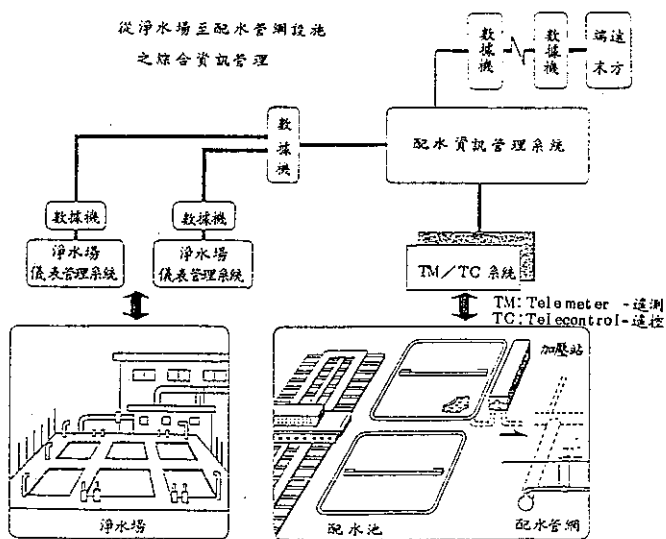 從淨水場至配水管網設施
之綜合資訊管理
數據機
數據機
遠方
端末
數據機
配水資訊管理系統
數據機
數據機
淨水場
儀表管理系統
淨水場
儀表管理系統
TM/TC 系統
TM: Telemeter -遙測
TC: Telecontrol-遙控
加壓站
淨水場
配水池
配水管網